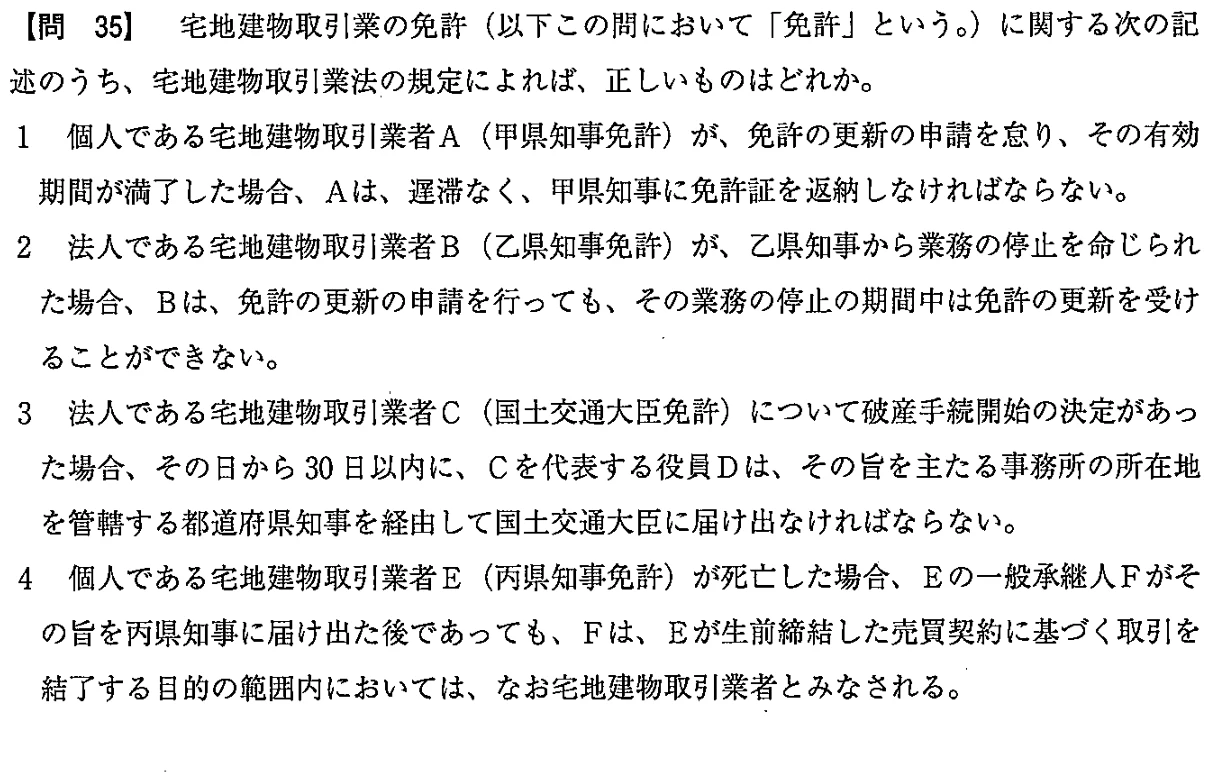 【問　35】　宅地建物取引業の免許（以下この問において「免許」という。）に関する次の記
述のうち、宅地建物取引業法の規定によれば、正しいものはどれか。
1　個人である宅地建物取引業者Ａ（甲県知事免許）が、免許の更新の申請を怠り、その有効
期間が満了した場合、Ａは、遅滞なく、甲県知事に免許証を返納しなければならない。
2　法人である宅地建物取引業者Ｂ（乙県知事免許）が、乙県知事から業務の停止を命じられ
た場合、Ｂは、免許の更新の申請を行っても、その業務の停止の期間中は免許の更新を受け
ることができない。
3　法人である宅地建物取引業者Ｃ（国土交通大臣免許）について破産手続開始の決定があっ
た場合、その日から 30 日以内に、Ｃを代表する役員Ｄは、その旨を主たる事務所の所在地
を管轄する都道府県知事を経由して国土交通大臣に届け出なければならない。
4　個人である宅地建物取引業者Ｅ（丙県知事免許）が死亡した場合、Ｅの一般承継人Ｆがそ
の旨を丙県知事に届け出た後であっても、Ｆは、Ｅが生前締結した売買契約に基づく取引を
結了する目的の範囲内においては、なお宅地建物取引業者とみなされる。